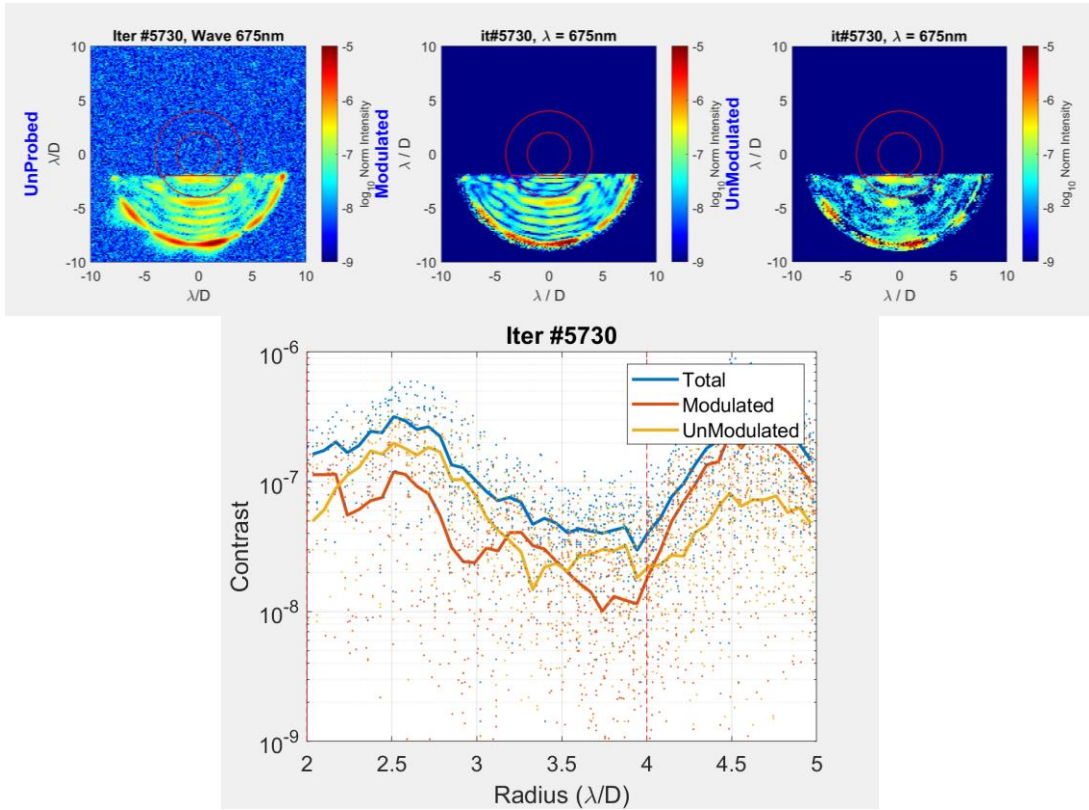 Iter #5730, Wave 675nm
UnProbed
λ/D
10
5
0
-5
-10
-10 -5 0 5 10
λ/D
-5
-6
-7
-8
-9
log10 Norm Intensity
it#5730, λ = 675nm
Modulated
λ / D
10
5
0
-5
-10
-10 -5 0 5 10
λ / D
-5
-6
-7
-8
-9
log10 Norm Intensity
it#5730, λ = 675nm
UnModulated
λ / D
10
5
0
-5
-10
-10 -5 0 5 10
λ / D
-5
-6
-7
-8
-9
log10 Norm Intensity
Iter #5730
Contrast
10-6
10-7
10-8
10-9
Total
Modulated
UnModulated
2 2.5 3 3.5 4 4.5 5
Radius (λ/D)